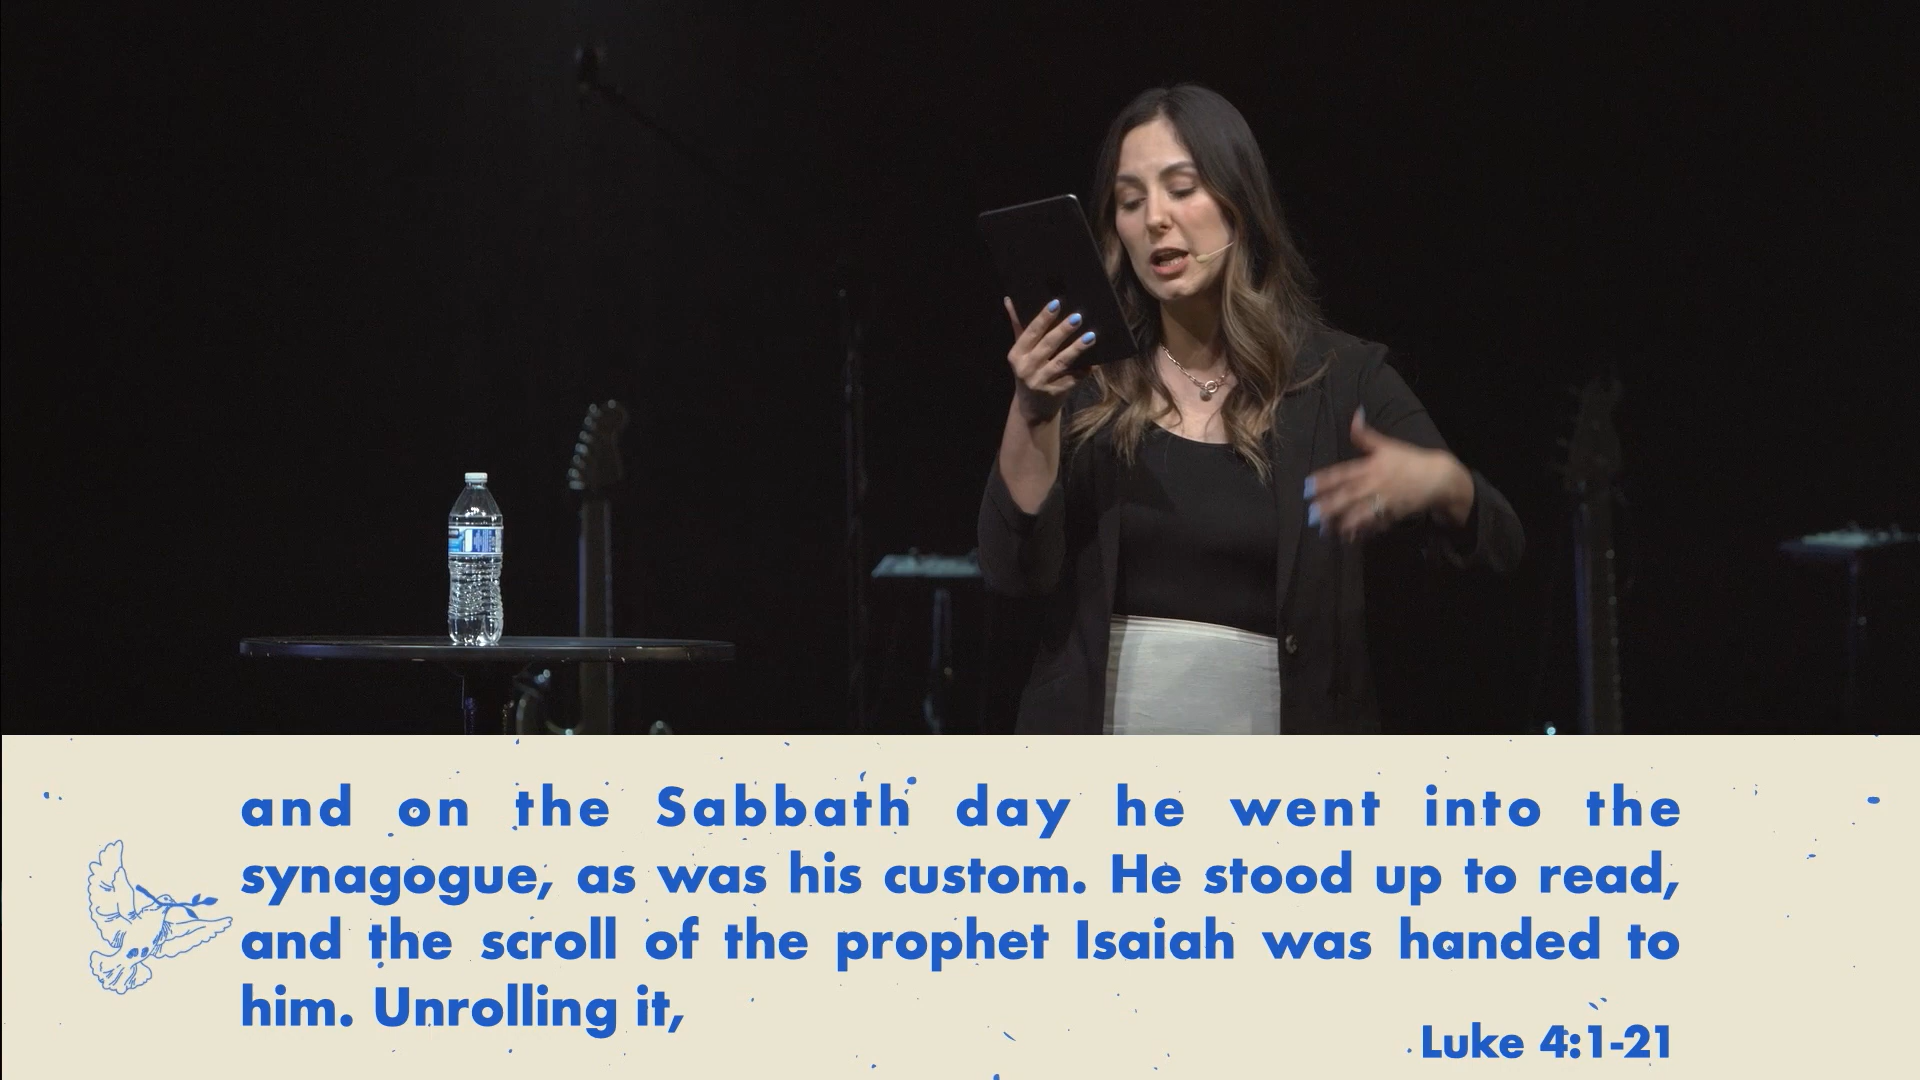 and on the Sabbath day he went into the
synagogue, as was his custom. He stood up to read,
and the scroll of the prophet Isaiah was handed to
him. Unrolling it,
Luke 4:1-21